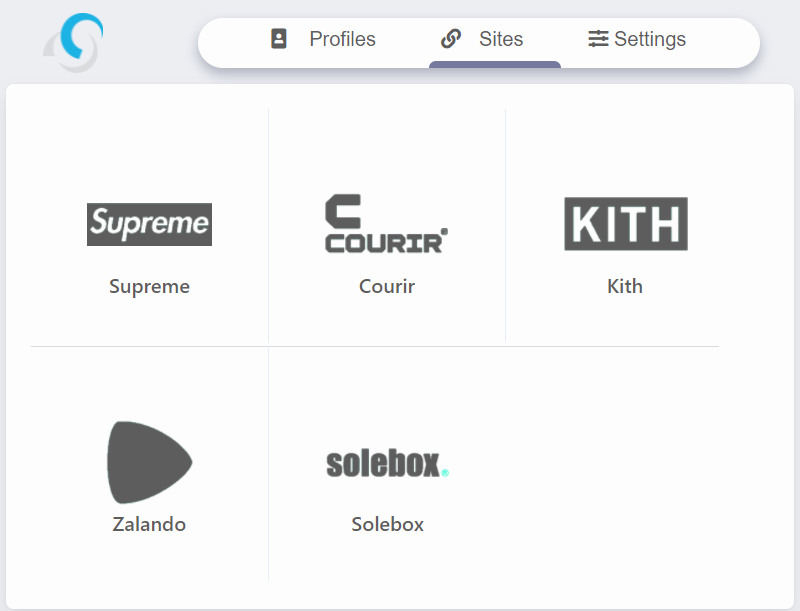 Profiles
Sites
Settings
Supreme
COURIR®
KITH
Supreme
Courir
Kith
solebox.
Zalando
Solebox